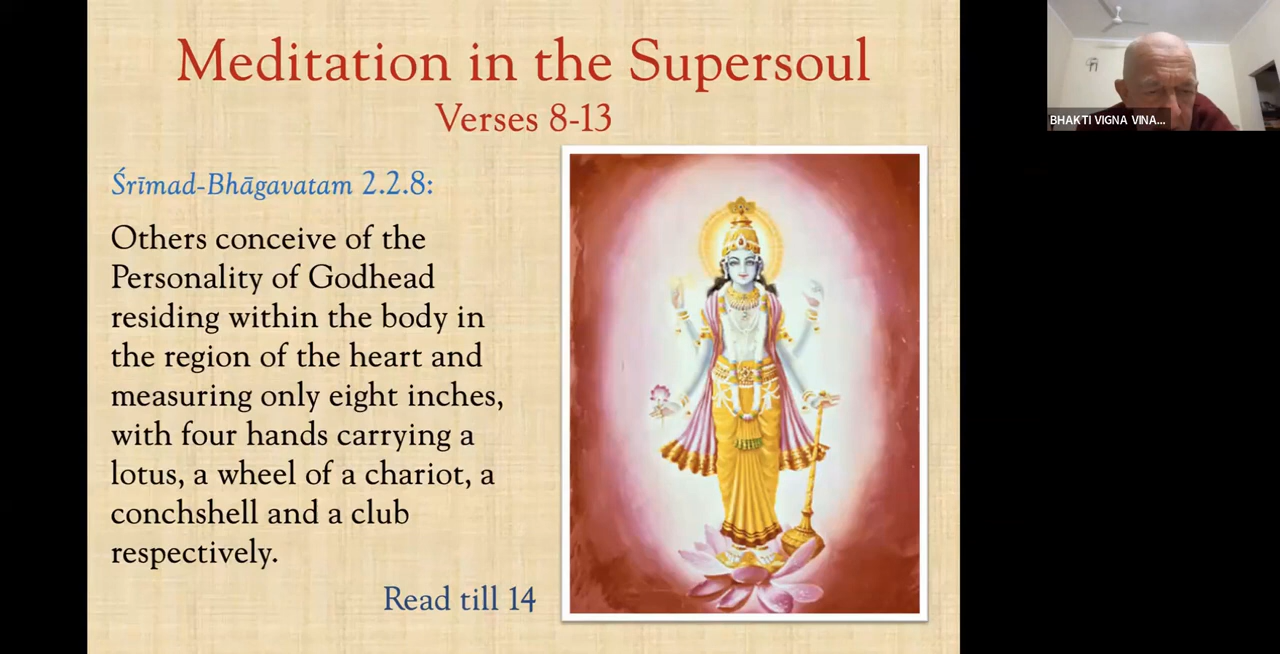 Meditation in the Supersoul
Verses 8-13
Śrīmad-Bhāgavatam 2.2.8:
Others conceive of the
Personality of Godhead
residing within the body in
the region of the heart and
measuring only eight inches,
with four hands carrying a
lotus, a wheel of a chariot, a
conchshell and a club
respectively.
Read till 14
BHAKTI VIGNA VINA...